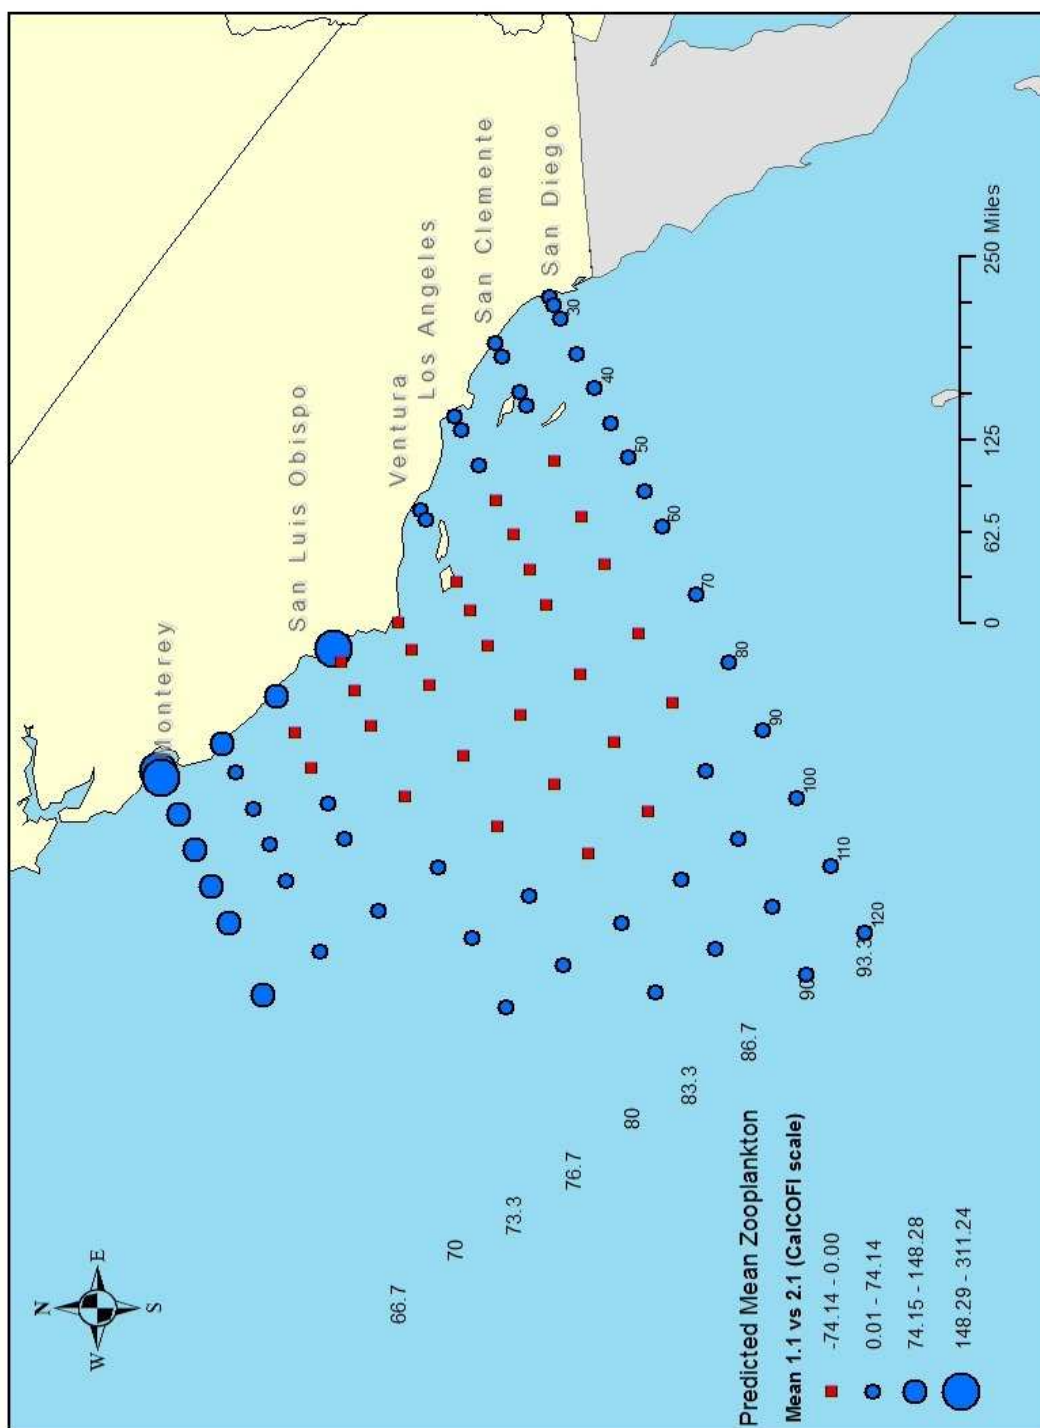 N
W
E
S
Monterey
San Luis Obispo
Ventura
Los Angeles
San Clemente
San Diego
30
40
50
60
70
80
90
100
110
120
66.7
70
73.3
76.7
80
83.3
86.7
90
93.3
Predicted Mean Zooplankton
Mean 1.1 vs 2.1 (CalCOFI scale)
-74.14 - 0.00
0.01 - 74.14
74.15 - 148.28
148.29 - 311.24
0 62.5 125 250 Miles